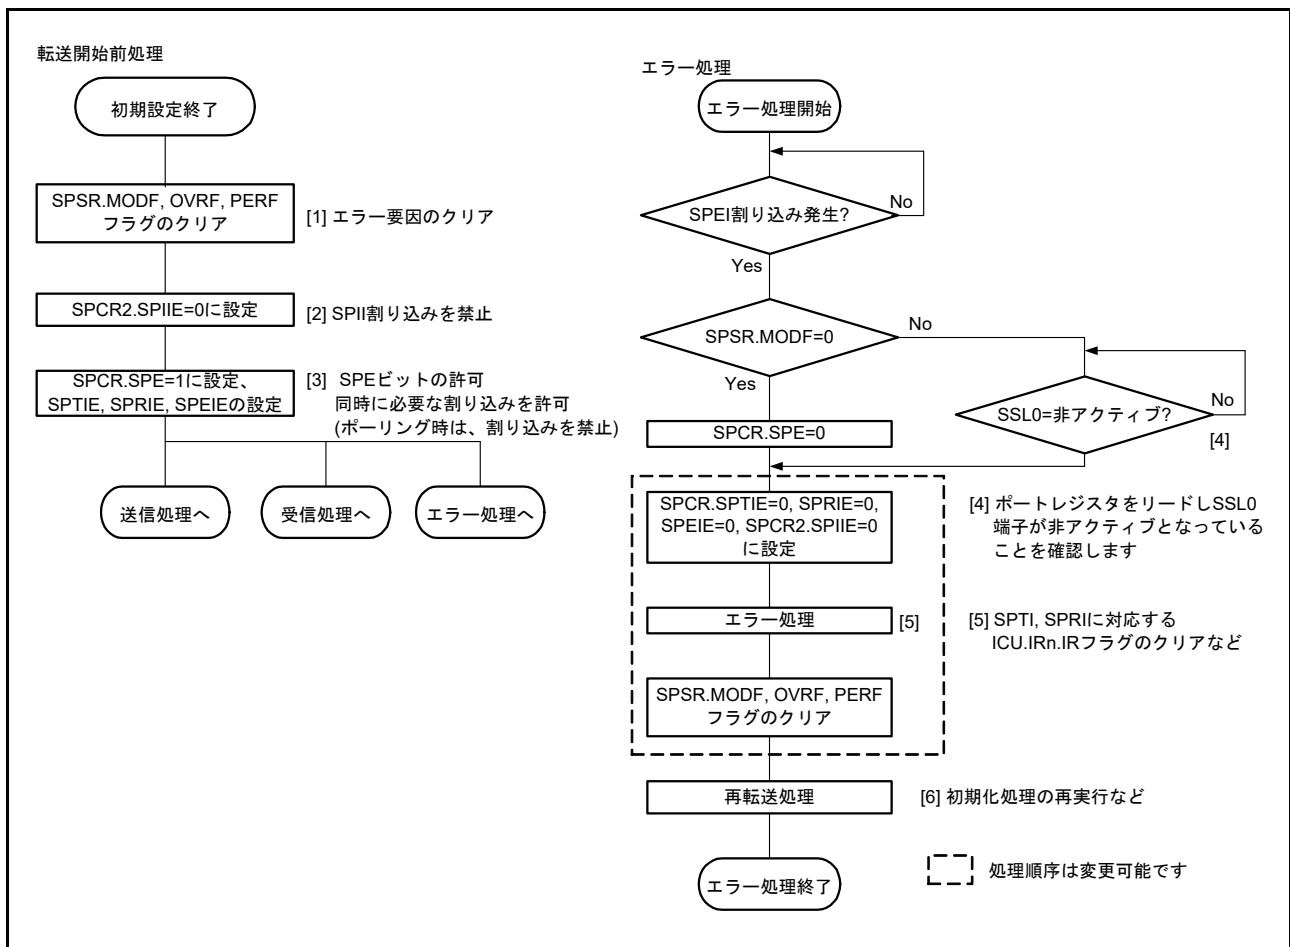 転送開始前処理
初期設定終了
SPSR.MODF, OVRF, PERF
フラグのクリア
[1] エラー要因のクリア
SPCR2.SPIIE=0に設定
[2] SPII割り込みを禁止
SPCR.SPE=1に設定、
SPTIE, SPRIE, SPEIEの設定
[3] SPEビットの許可
同時に必要な割り込みを許可
(ポーリング時は、割り込みを禁止)
送信処理へ
受信処理へ
エラー処理へ
エラー処理
エラー処理開始
SPEI割り込み発生?
No
Yes
SPSR.MODF=0
No
Yes
SSL0=非アクティブ?
No
[4]
SPCR.SPE=0
SPCR.SPTIE=0, SPRIE=0,
SPEIE=0, SPCR2.SPIIE=0
に設定
[4] ポートレジスタをリードしSSL0
端子が非アクティブとなっている
ことを確認します
エラー処理
[5]
[5] SPTI, SPRIに対応する
ICU.IRn.IRフラグのクリアなど
SPSR.MODF, OVRF, PERF
フラグのクリア
再転送処理
[6] 初期化処理の再実行など
エラー処理終了
処理順序は変更可能です